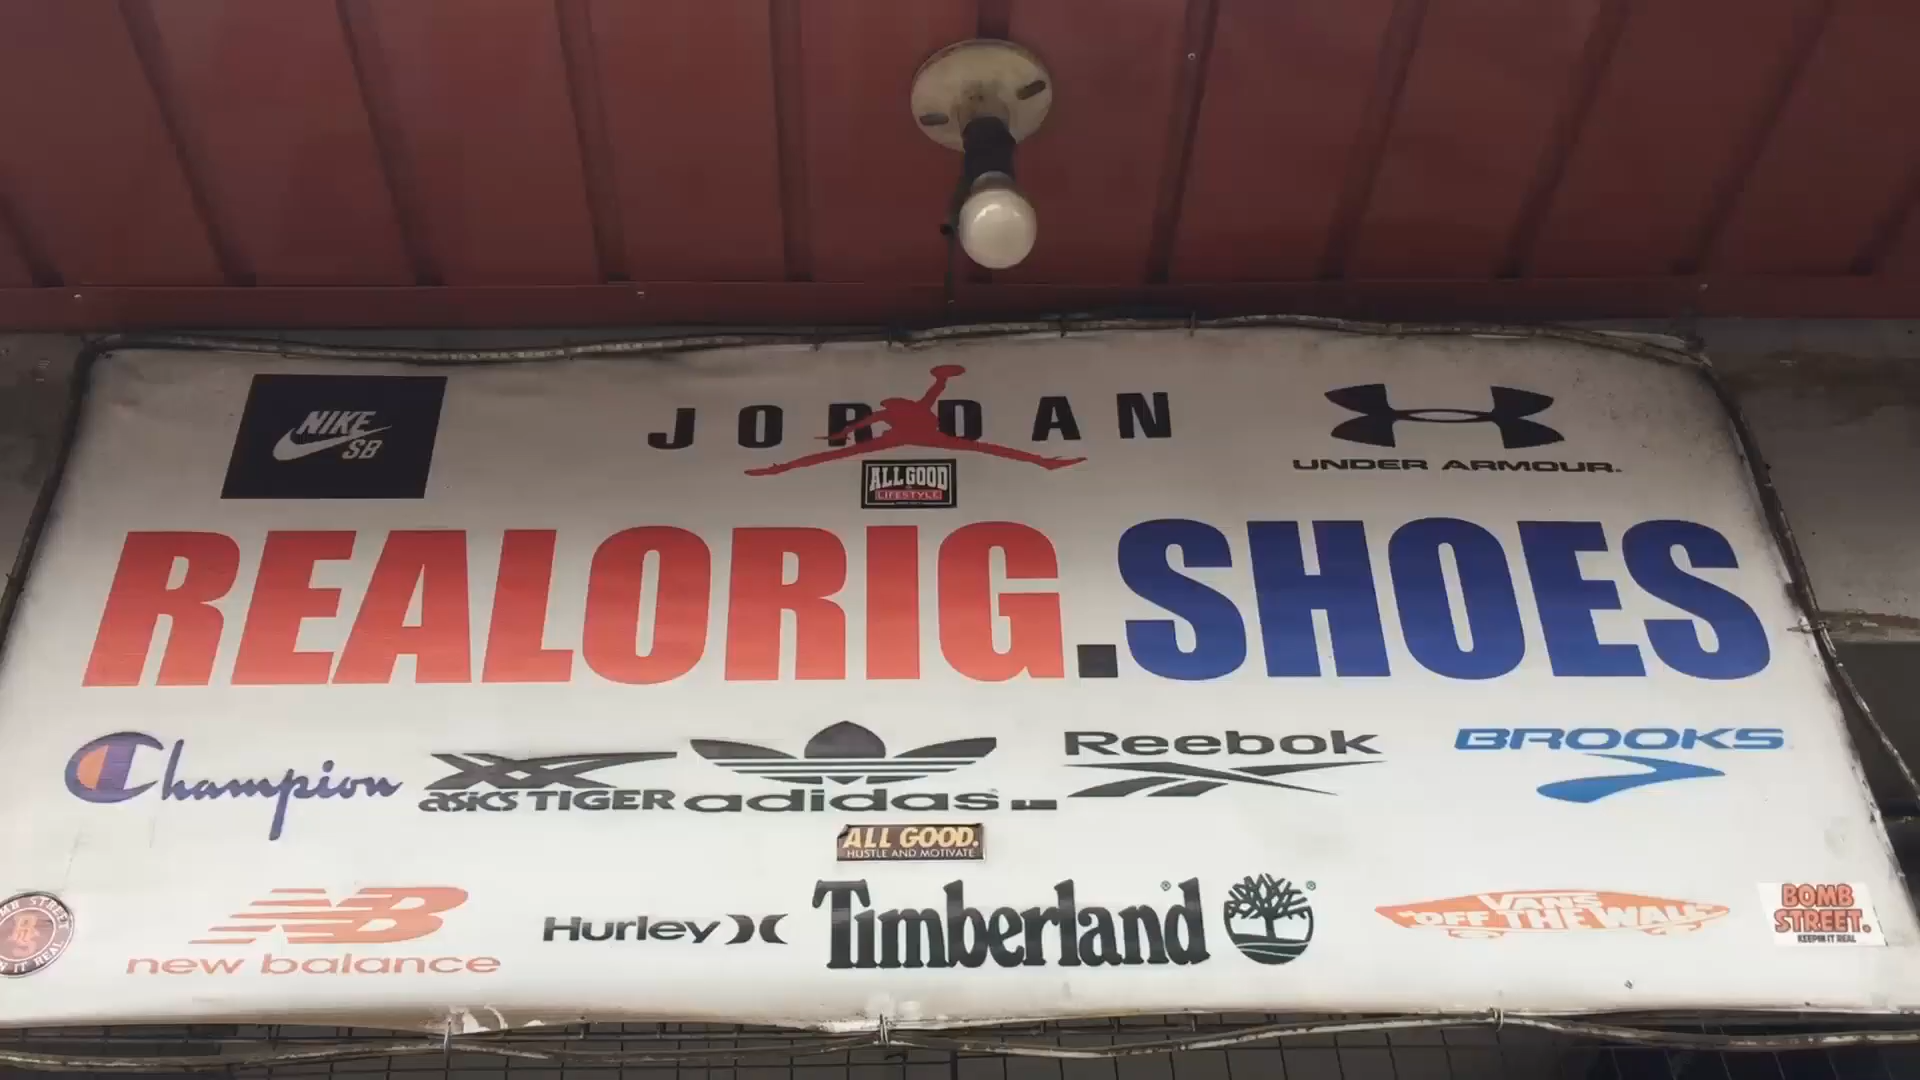 NIKE
SB
JORDAN
UNDER ARMOUR.
ALL GOOD
LIFESTYLE
REALORIG.SHOES
Champion
asics TIGER
adidas
Reebok
BROOKS
ALL GOOD.
HUSTLE AND MOTIVATE
new balance
Hurley
Timberland
VANS
"OFF THE WALL"
BOMB
STREET.
KEEPIN IT REAL